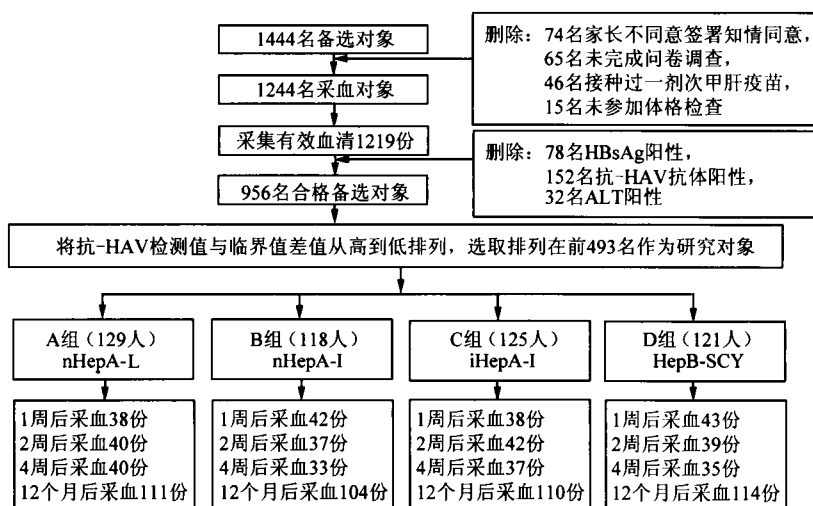 1444名备选对象
删除：74名家长不同意签署知情同意，
65名未完成问卷调查，
46名接种过一剂次甲肝疫苗，
15名未参加体格检查
1244名采血对象
采集有效血清1219份
删除：78名HBsAg阳性，
152名抗-HAV抗体阳性，
32名ALT阳性
956名合格备选对象
将抗-HAV检测值与临界值差值从高到低排列，选取排列在前493名作为研究对象
A组（129人）
nHepA-L
B组（118人）
nHepA-I
C组（125人）
iHepA-I
D组（121人）
HepB-SCY
1周后采血38份
2周后采血40份
4周后采血40份
12个月后采血111份
1周后采血42份
2周后采血37份
4周后采血33份
12个月后采血104份
1周后采血38份
2周后采血42份
4周后采血37份
12个月后采血110份
1周后采血43份
2周后采血39份
4周后采血35份
12个月后采血114份